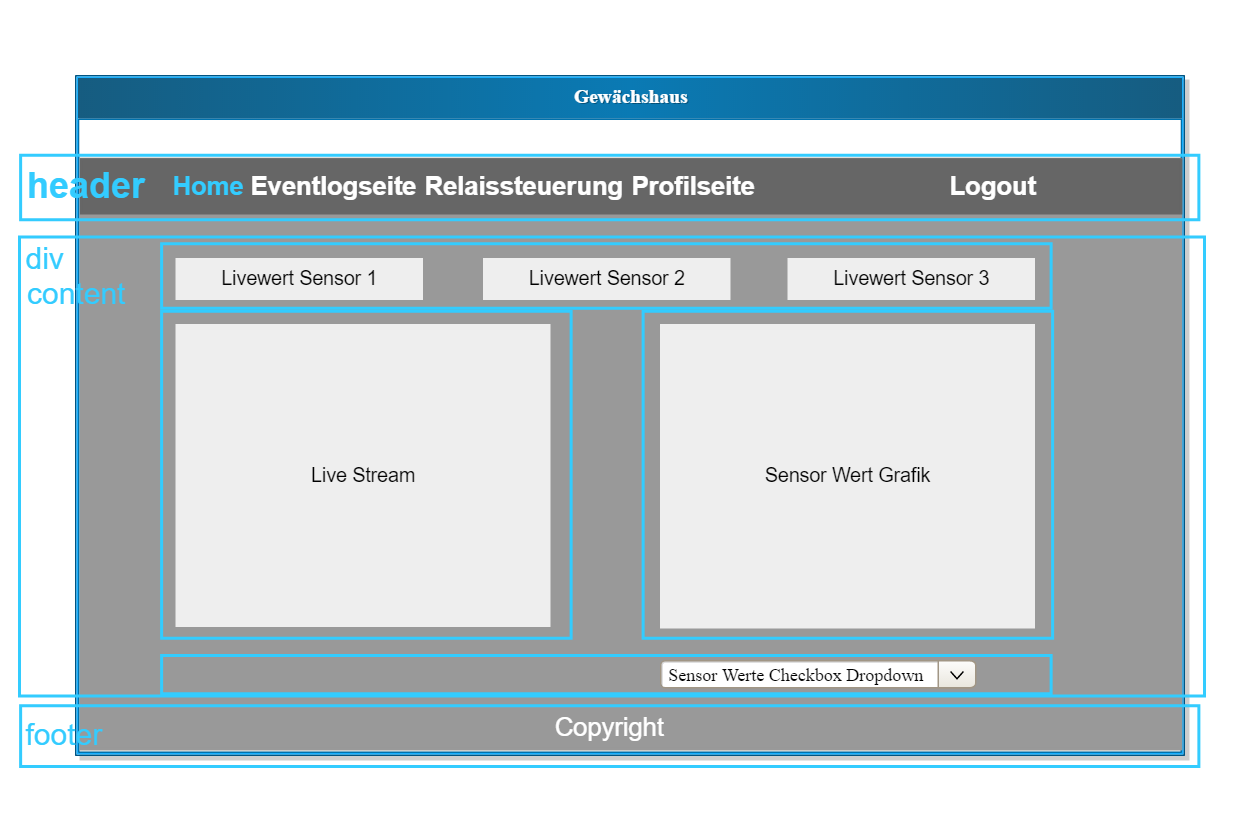 Gewächshaus
header Home Eventlogseite Relaissteuerung Profilseite Logout
div
content
Livewert Sensor 1 Livewert Sensor 2 Livewert Sensor 3
Live Stream Sensor Wert Grafik
Sensor Werte Checkbox Dropdown
footer Copyright